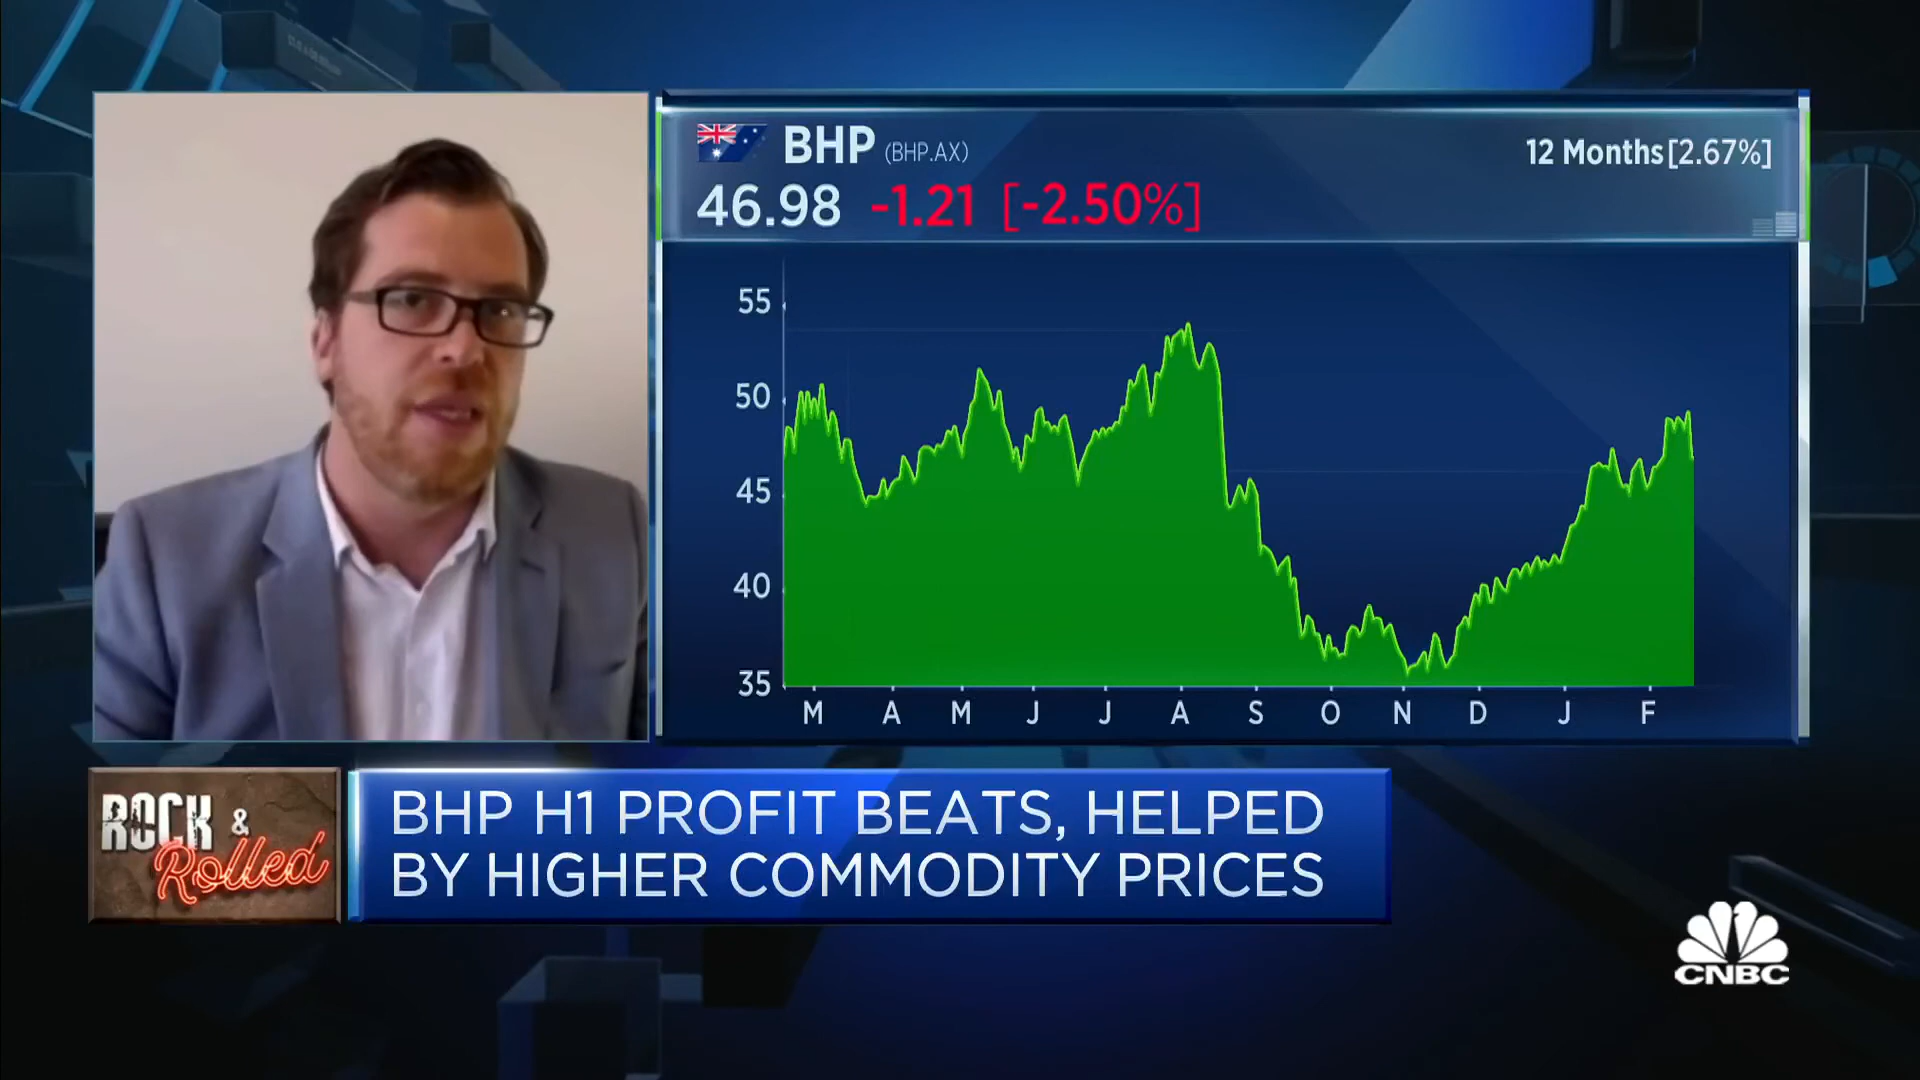 BHP (BHP.AX)
12 Months [2.67%]
46.98 -1.21 [-2.50%]
55
50
45
40
35
M A M J J A S O N D J F
ROCK &
Rolled
BHP H1 PROFIT BEATS, HELPED
BY HIGHER COMMODITY PRICES
CNBC